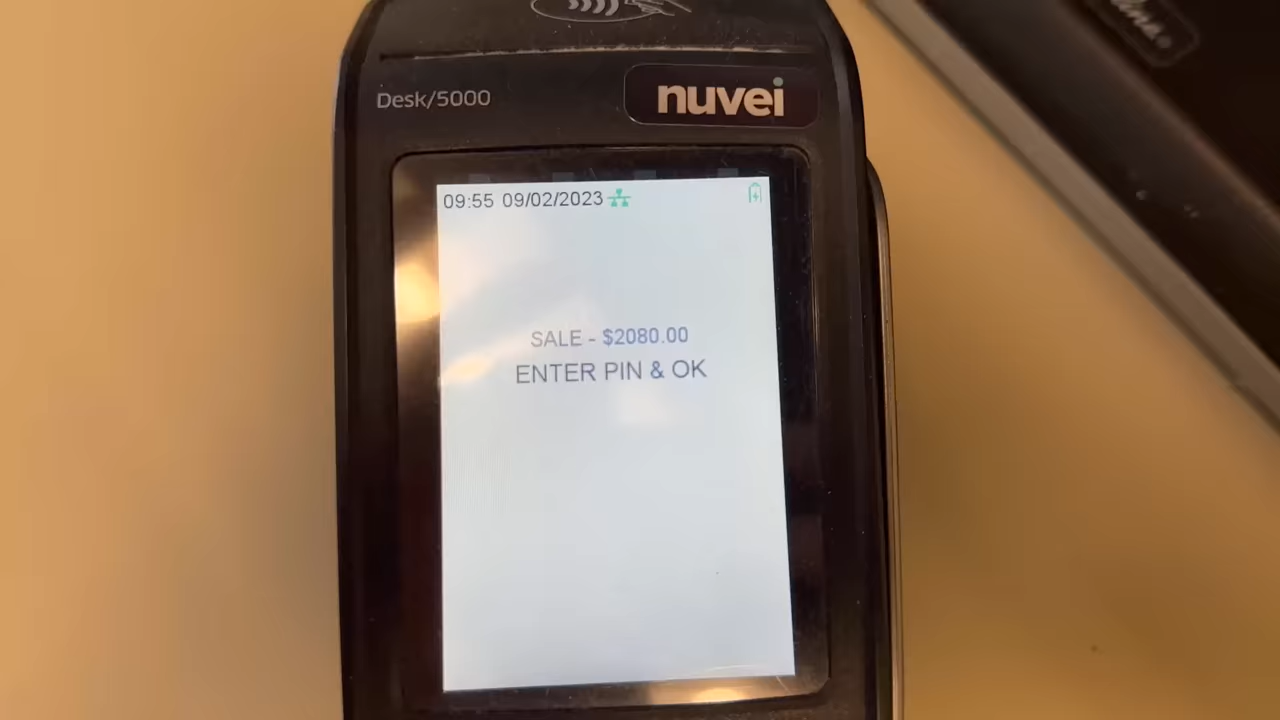 Desk/5000
nuvei
09:55 09/02/2023
SALE - $2080.00
ENTER PIN & OK